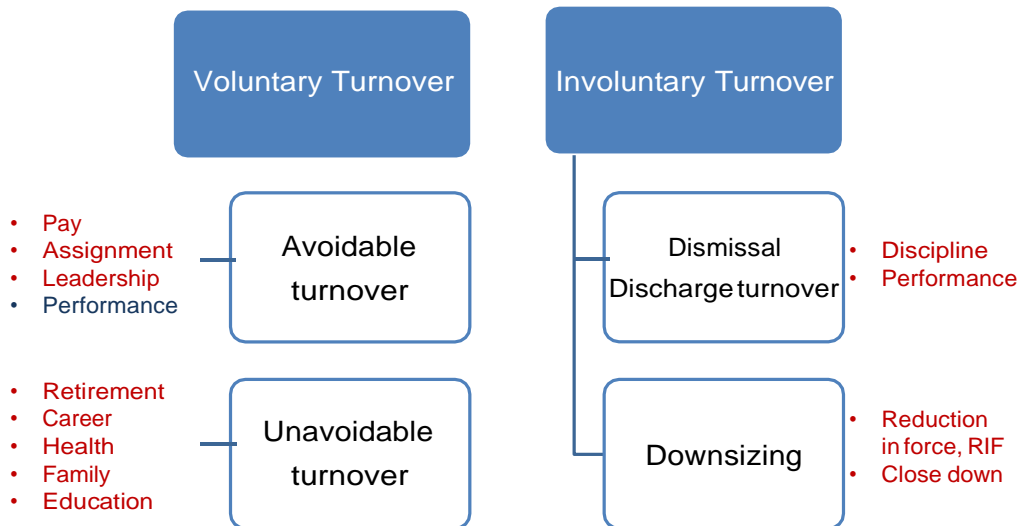 Voluntary Turnover
Involuntary Turnover
• Pay
• Assignment
• Leadership
• Performance
Avoidable
turnover
Dismissal
Discharge turnover
• Discipline
• Performance
• Retirement
• Career
• Health
• Family
• Education
Unavoidable
turnover
Downsizing
• Reduction
in force, RIF
• Close down